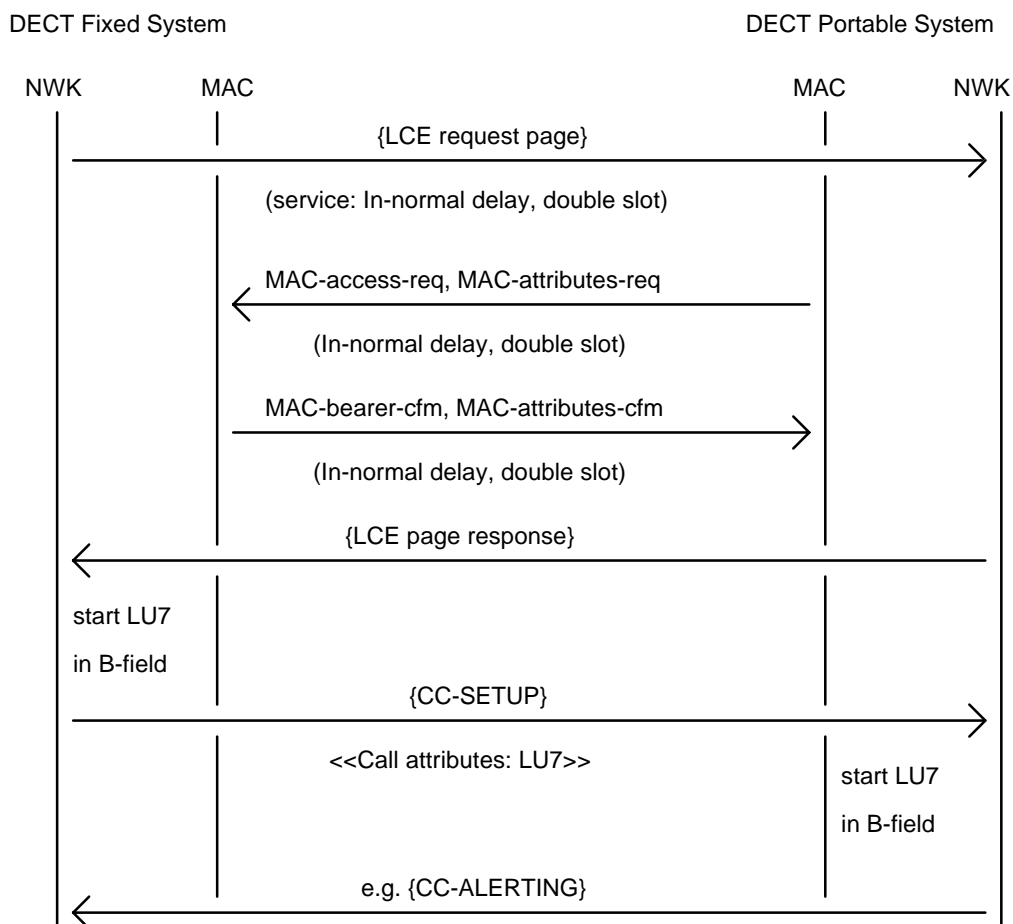 DECT Fixed System
DECT Portable System
NWK
MAC
MAC
NWK
{LCE request page}
(service: In-normal delay, double slot)
MAC-access-req, MAC-attributes-req
(In-normal delay, double slot)
MAC-bearer-cfm, MAC-attributes-cfm
(In-normal delay, double slot)
{LCE page response}
start LU7
in B-field
{CC-SETUP}
<<Call attributes: LU7>>
start LU7
in B-field
e.g. {CC-ALERTING}